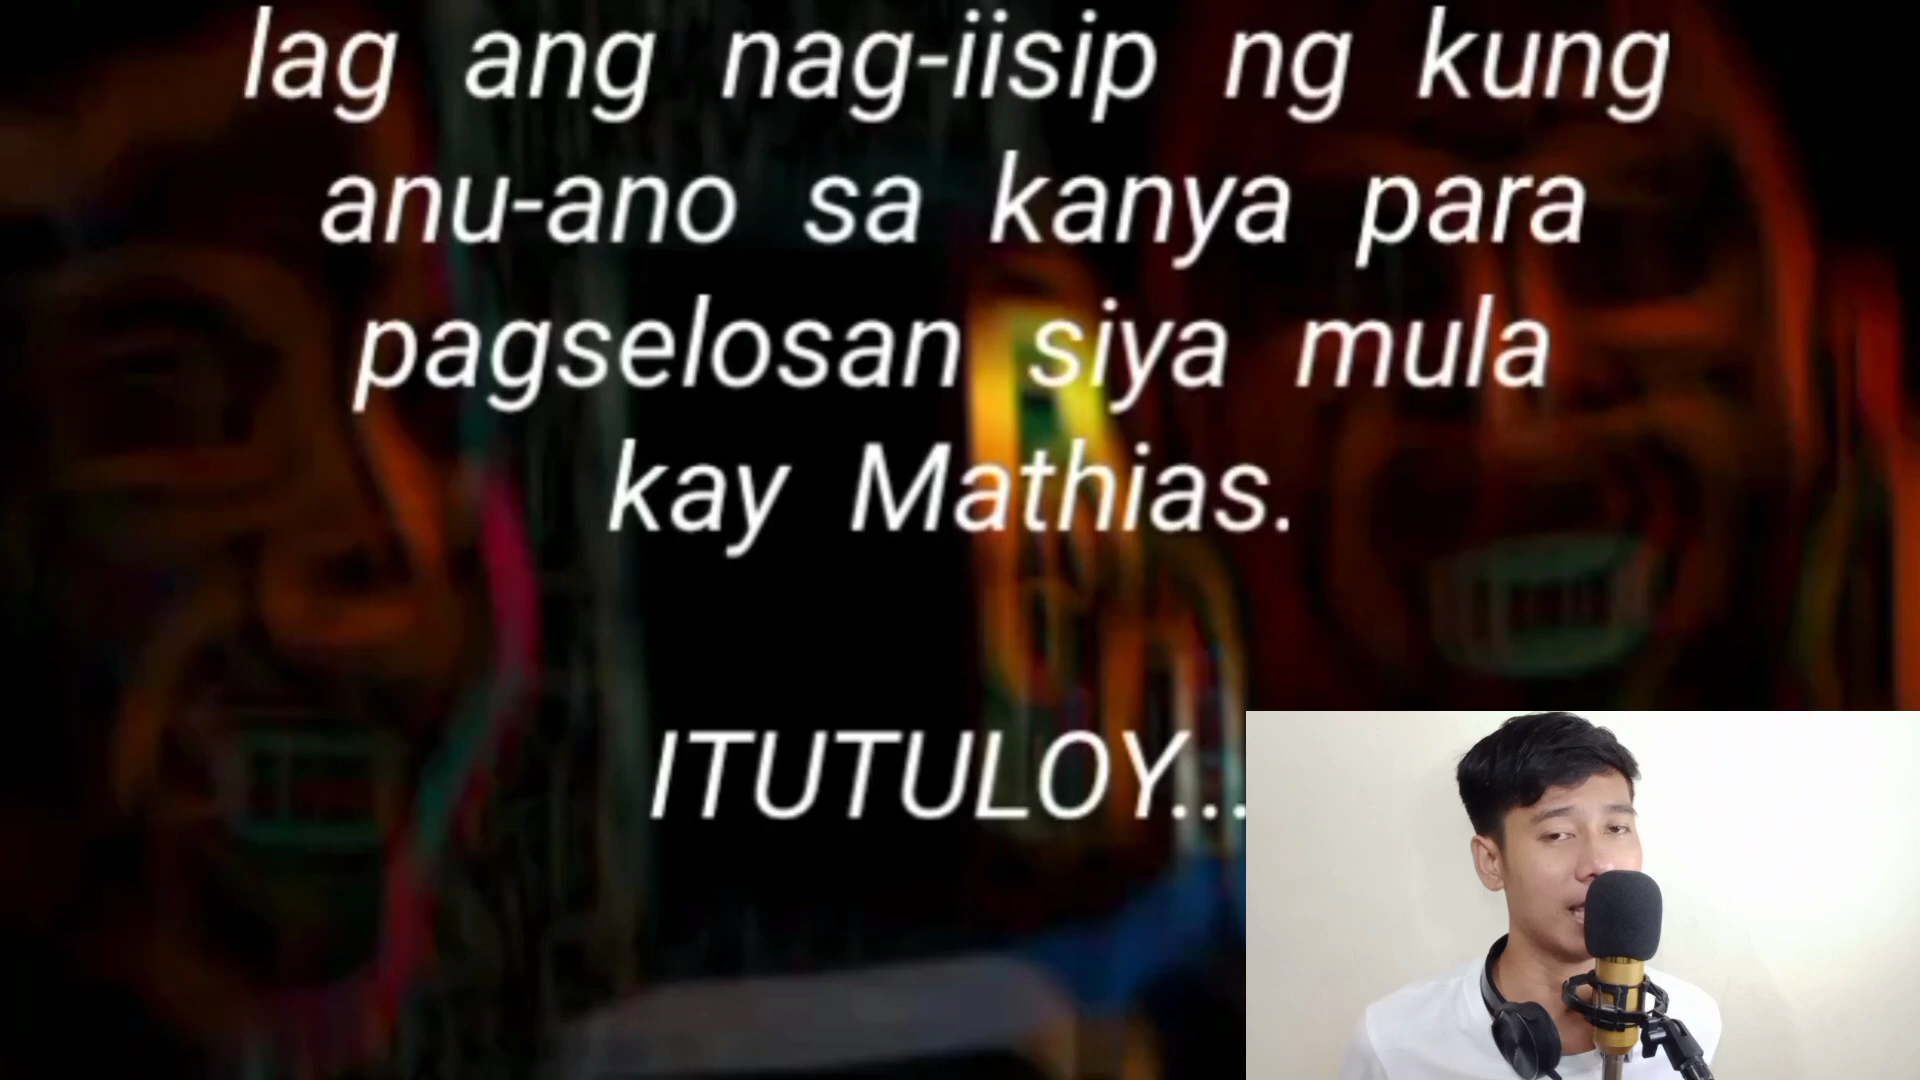 lag ang nag-iisip ng kung
anu-ano sa kanya para
pagselosan siya mula
kay Mathias.
ITUTULOY...